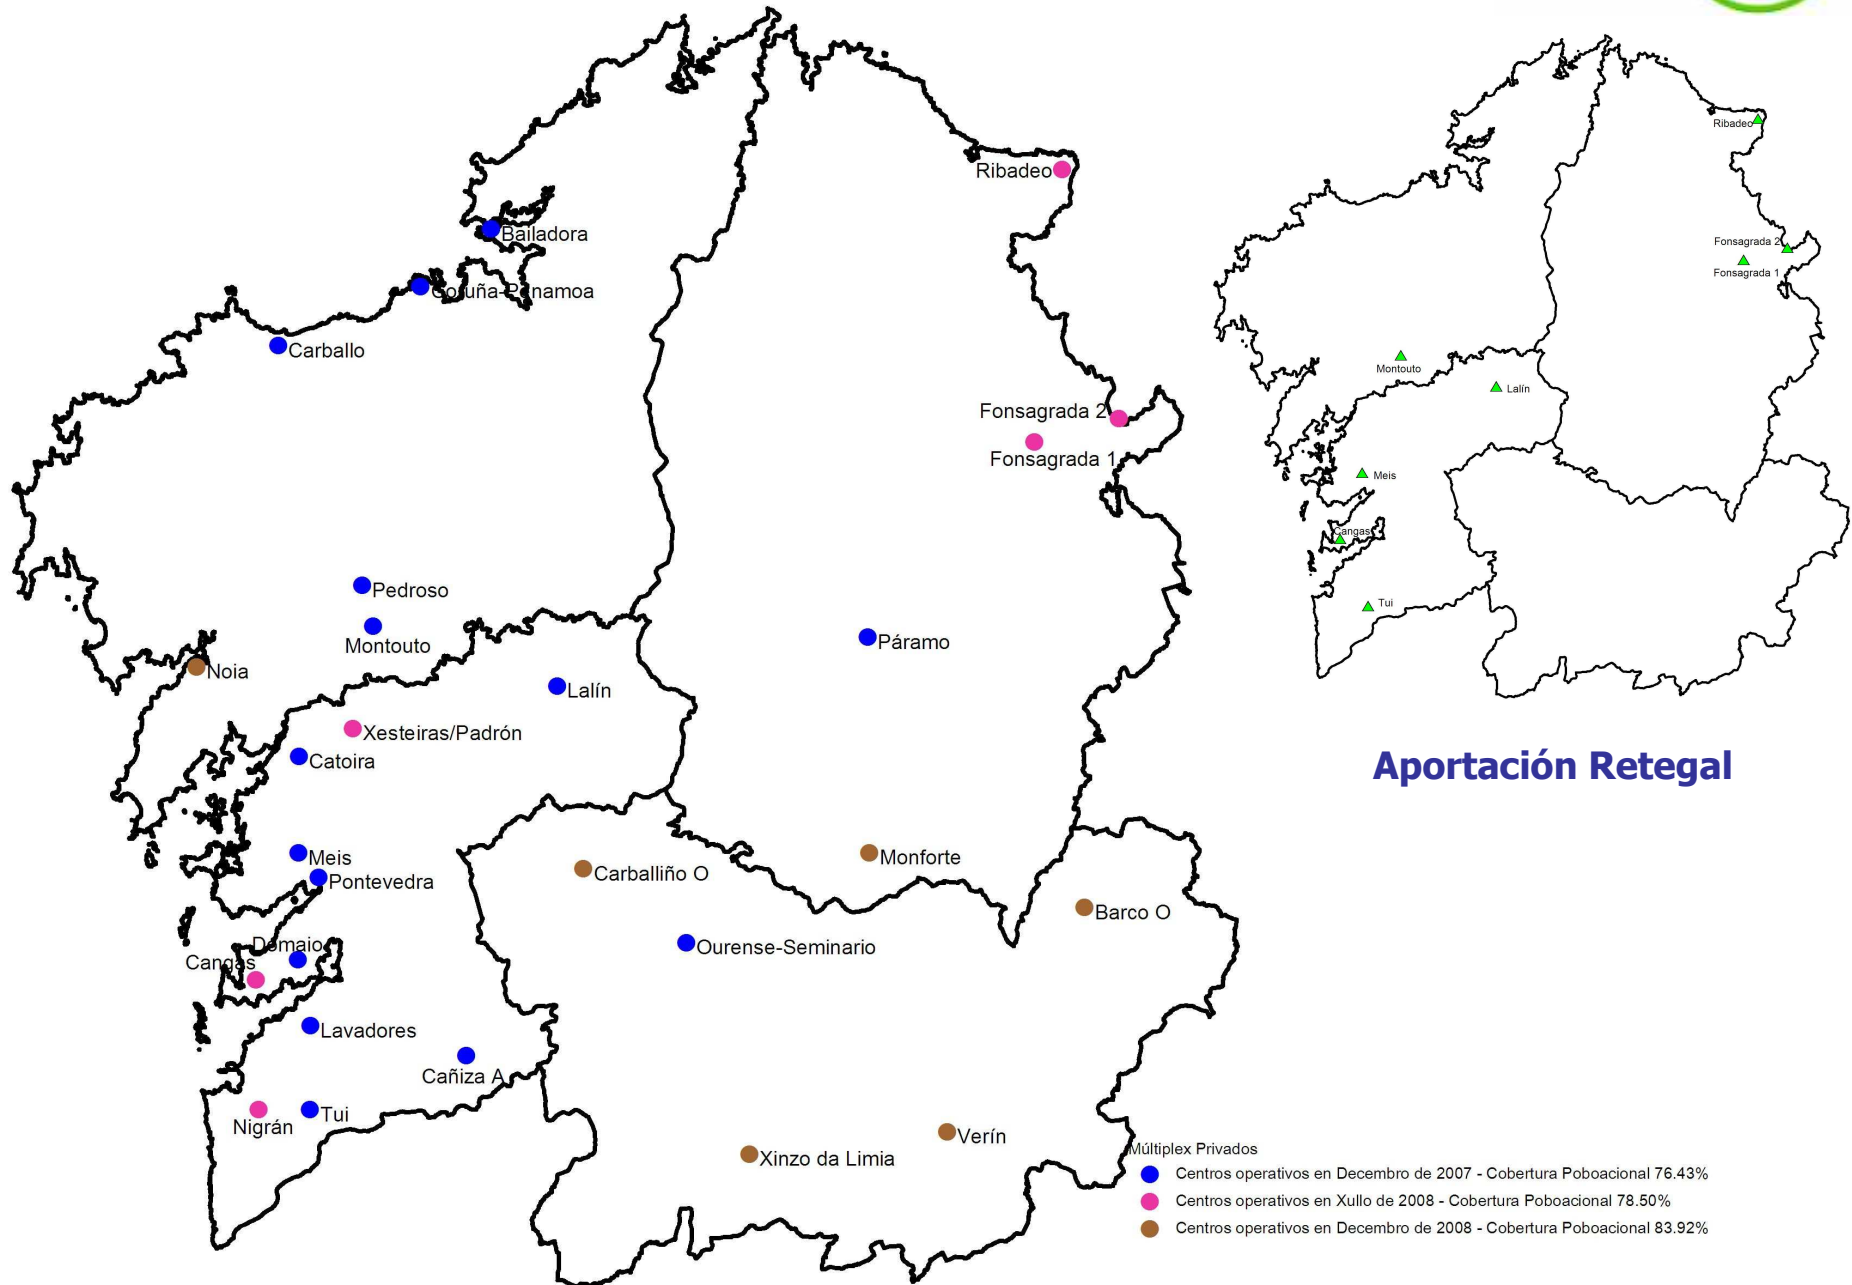 Ribadeo
Bailadora
Coruña-Penamoa
Carballo
Fonsagrada 2
Fonsagrada 1
Pedroso
Montouto
Páramo
Noia
Lalín
Xesteiras/Padrón
Catoira
Meis
Pontevedra
Carballiño O
Monforte
Barco O
Domaio
Cangas
Ourense-Seminario
Lavadores
Cañiza A
Nigrán
Tui
Xinzo da Limia
Verín
Ribadeo
Fonsagrada 2
Fonsagrada 1
Montouto
Lalín
Meis
Cangas
Tui
Aportación Retegal
Múltiplex Privados
Centros operativos en Decembro de 2007 - Cobertura Poboacional 76.43%
Centros operativos en Xullo de 2008 - Cobertura Poboacional 78.50%
Centros operativos en Decembro de 2008 - Cobertura Poboacional 83.92%